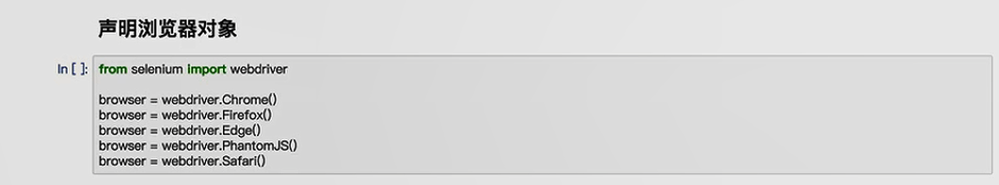 声明浏览器对象
In [ ]: from selenium import webdriver
browser = webdriver.Chrome()
browser = webdriver.Firefox()
browser = webdriver.Edge()
browser = webdriver.PhantomJS()
browser = webdriver.Safari()